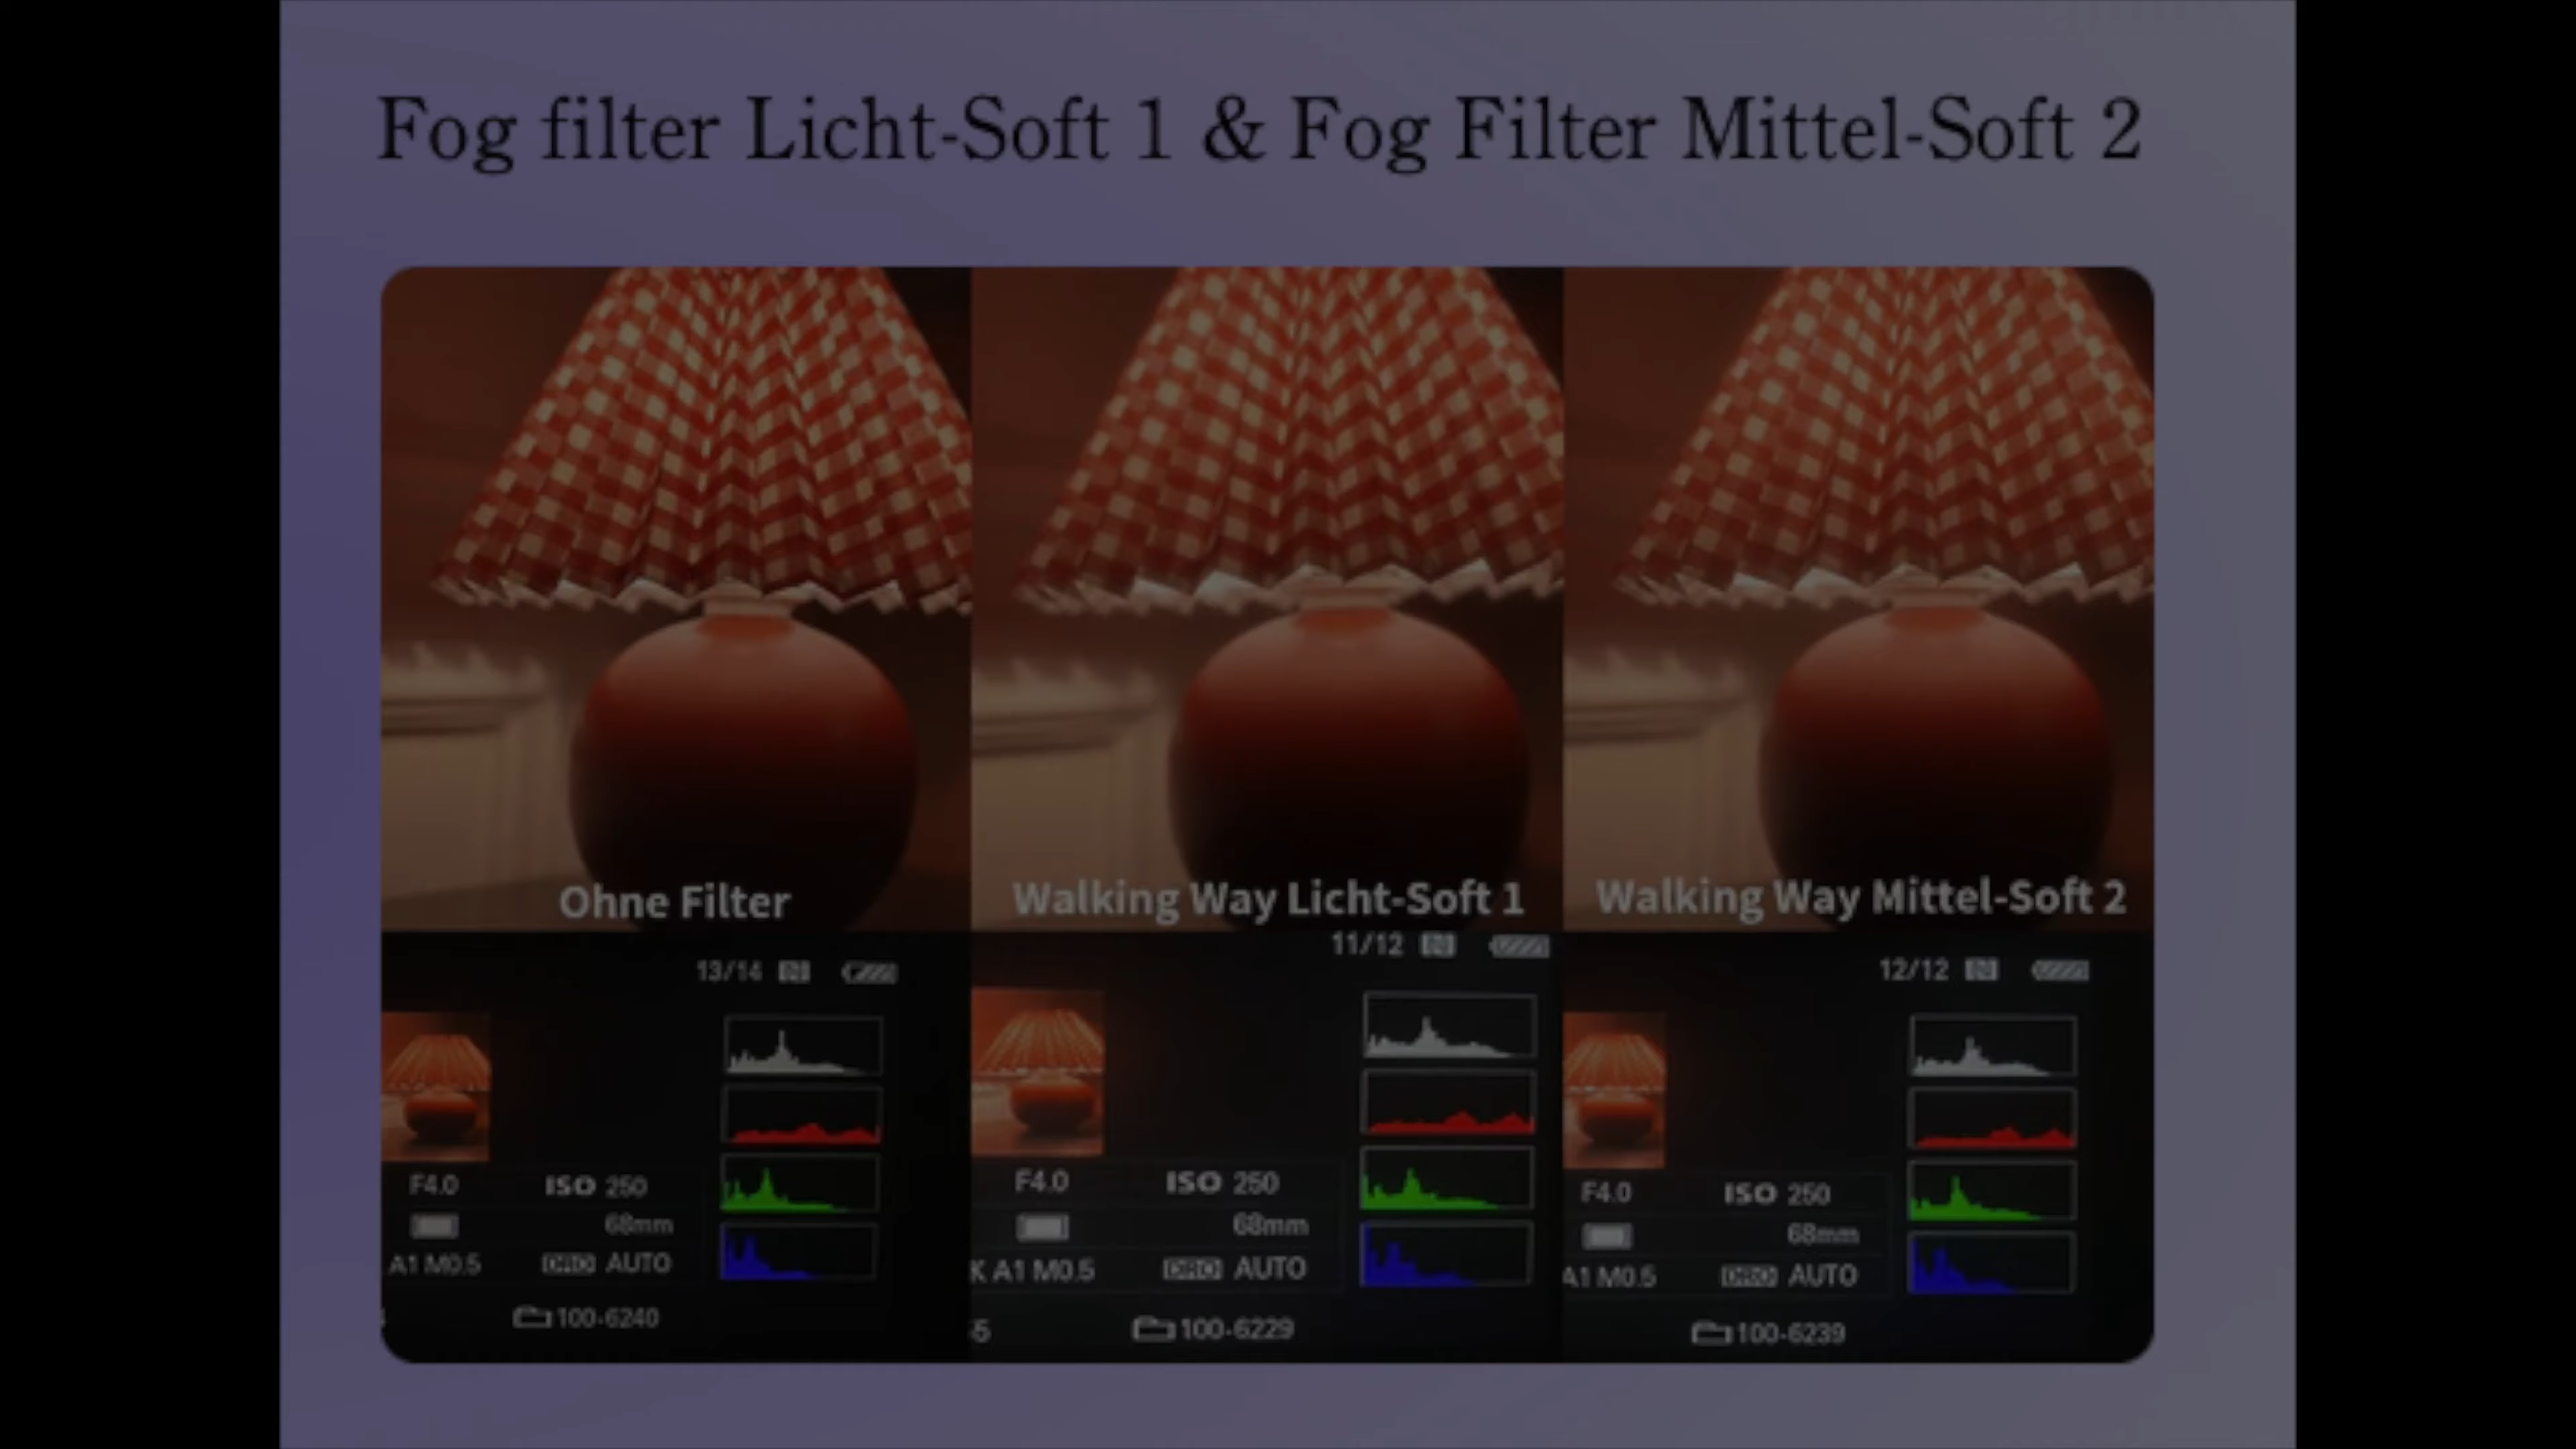 Fog filter Licht-Soft 1 & Fog Filter Mittel-Soft 2
Ohne Filter
Walking Way Licht-Soft 1
Walking Way Mittel-Soft 2
13/14
F4.0 ISO 250
68mm
A1 M0.5 DRO AUTO
100-6240
11/12
F4.0 ISO 250
68mm
K A1 M0.5 DRO AUTO
5 100-6229
12/12
F4.0 ISO 250
68mm
A1 M0.5 DRO AUTO
100-6239